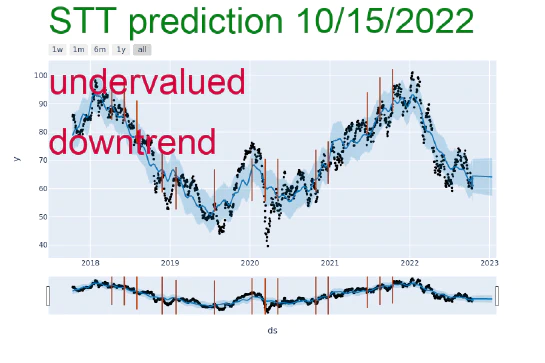 STT prediction 10/15/2022
1w 1m 6m 1y all
undervalued
downtrend
y
100
90
80
70
60
50
40
2018 2019 2020 2021 2022 2023
ds